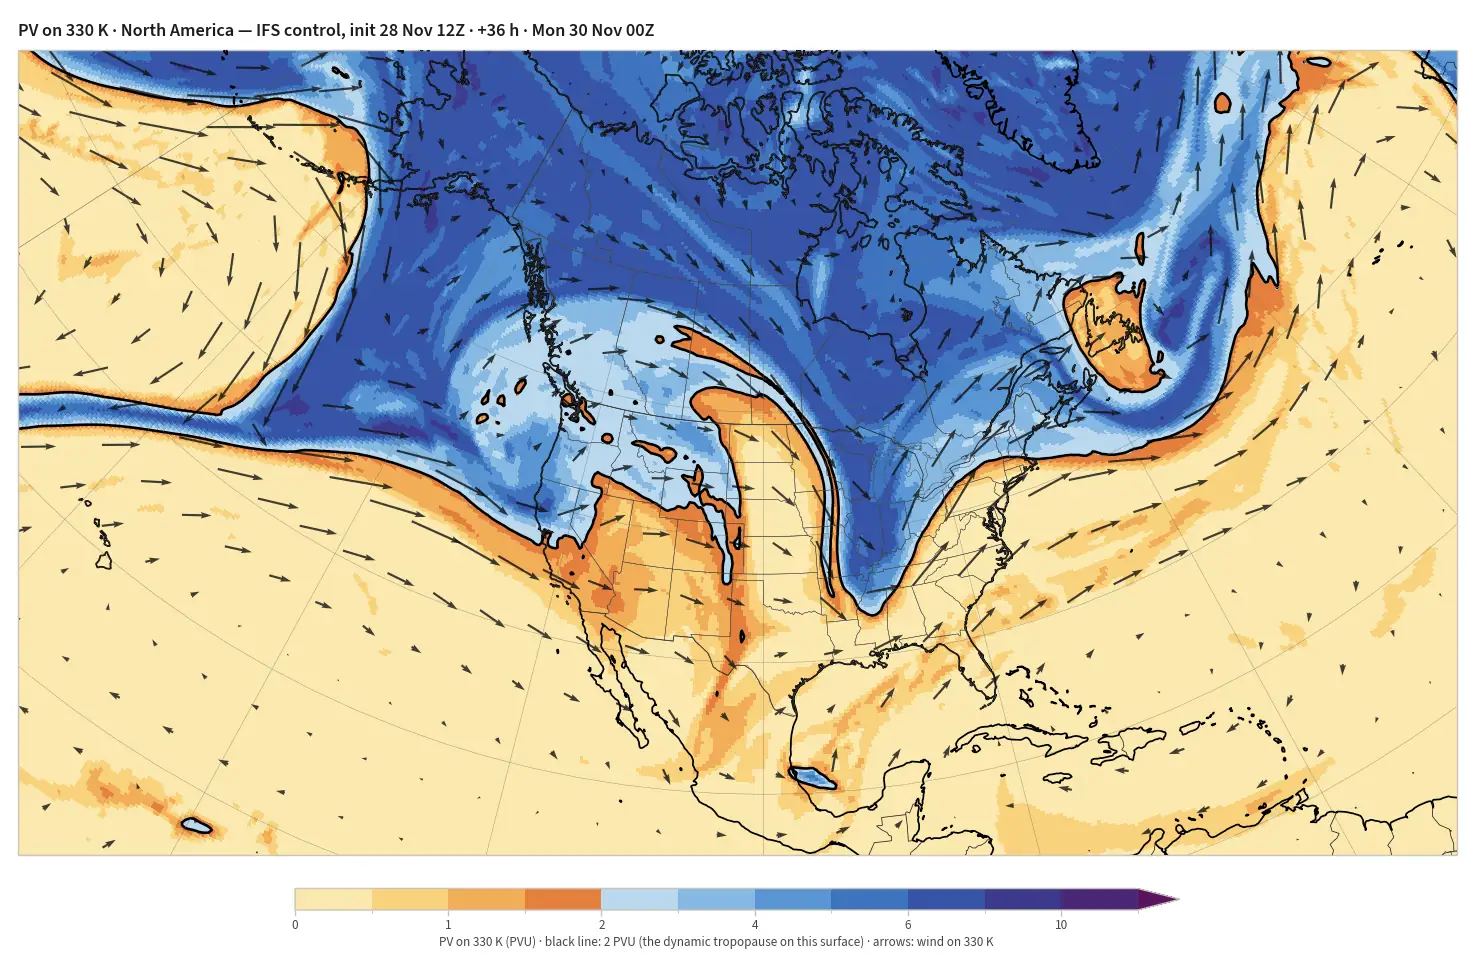 PV on 330 K · North America — IFS control, init 28 Nov 12Z · +36 h · Mon 30 Nov 00Z
0 1 2 4 6 10
PV on 330 K (PVU) · black line: 2 PVU (the dynamic tropopause on this surface) · arrows: wind on 330 K